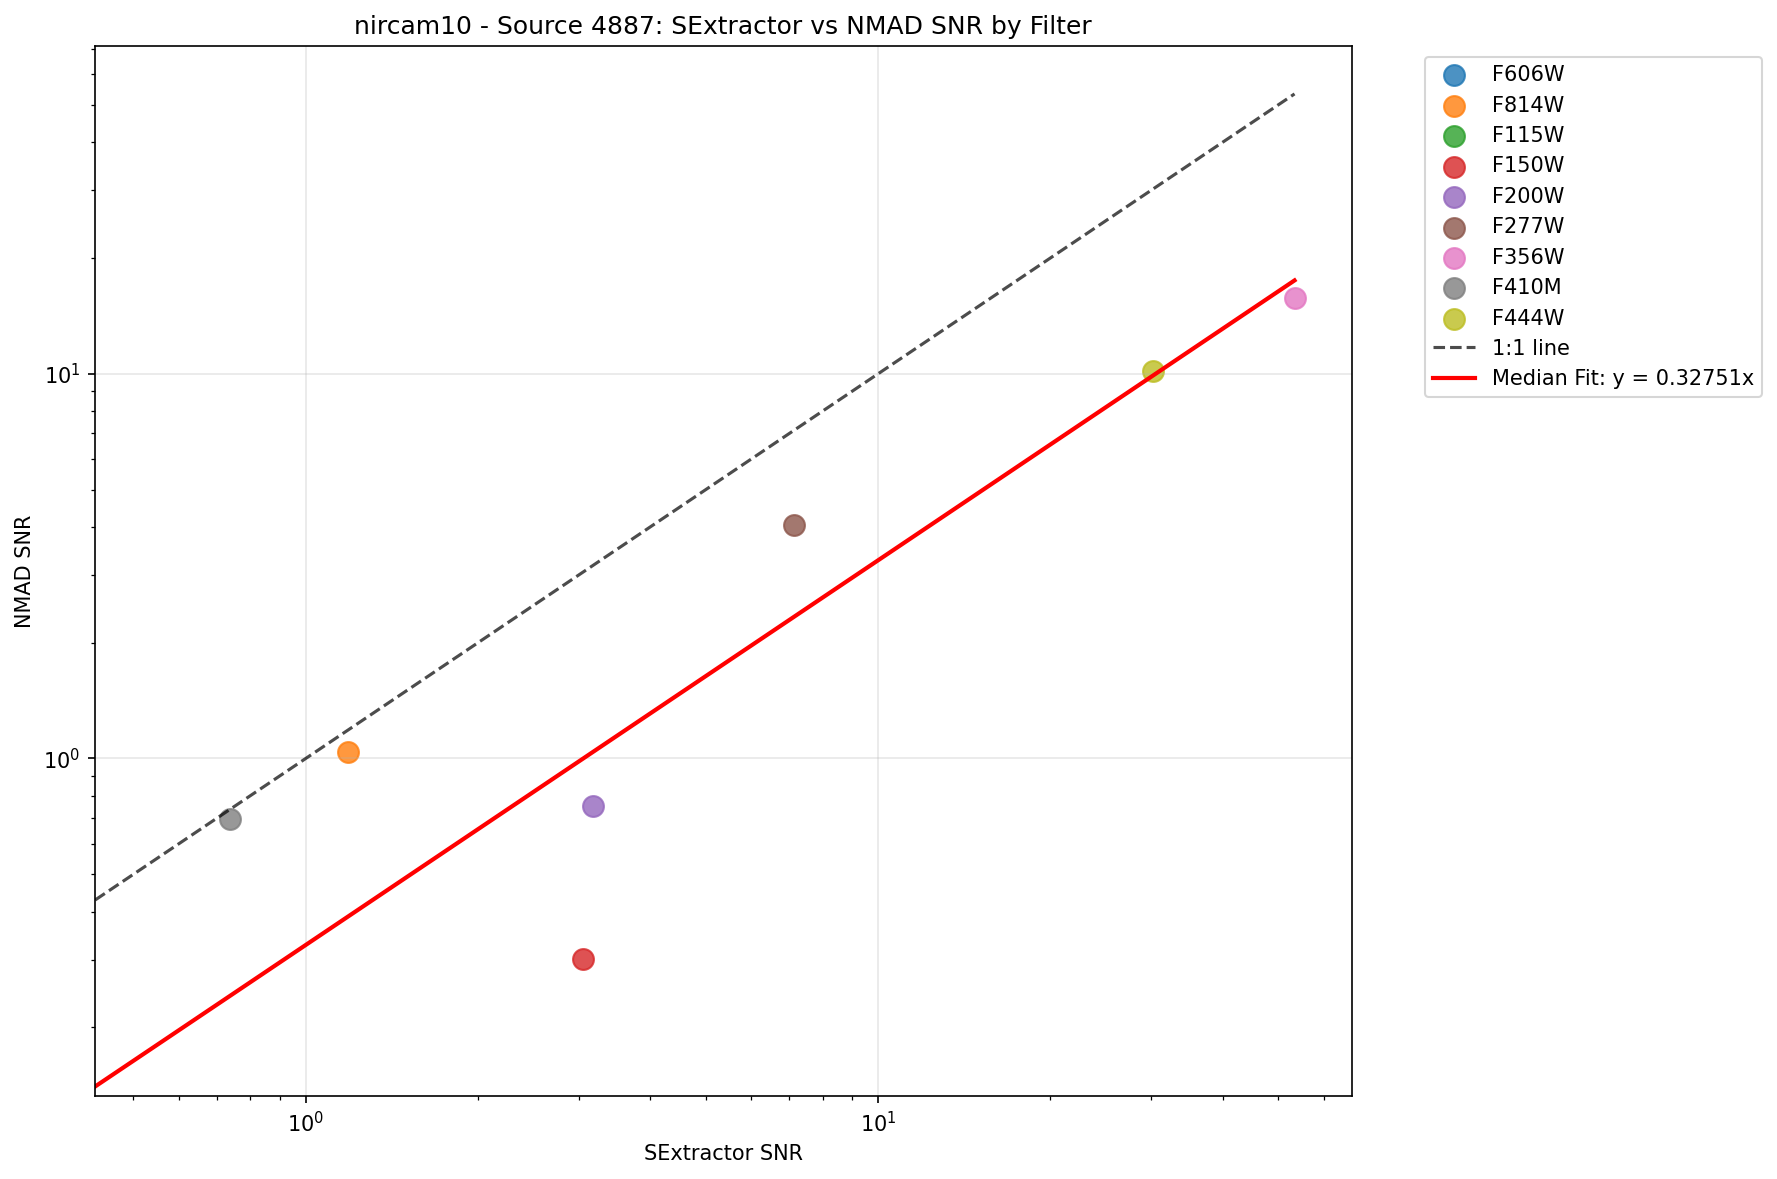 nircam10 - Source 4887: SExtractor vs NMAD SNR by Filter
F606W
F814W
F115W
F150W
F200W
F277W
F356W
F410M
F444W
1:1 line
Median Fit: y = 0.32751x
NMAD SNR
10¹
10⁰
10⁰
10¹
SExtractor SNR